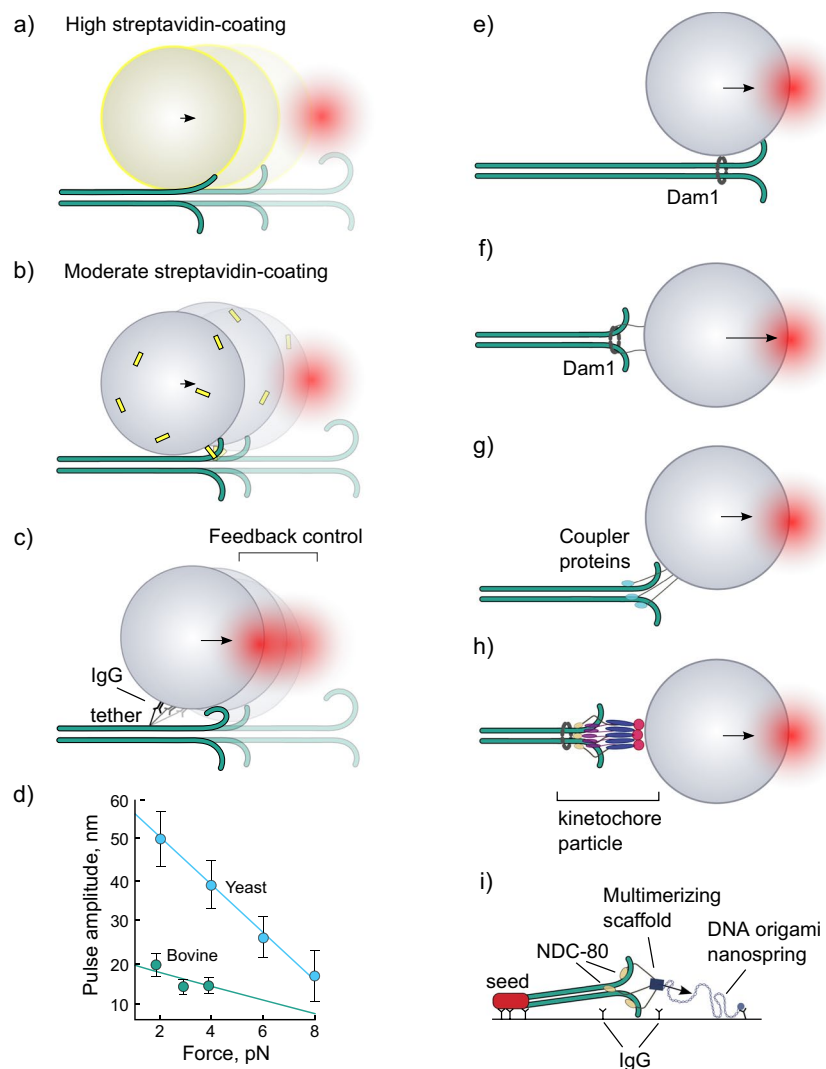 a)
High streptavidin-coating
b)
Moderate streptavidin-coating
c)
Feedback control
IgG
tether
d)
60
50
40
30
20
10
Pulse amplitude, nm
Yeast
Bovine
2
4
6
8
Force, pN
e)
Dam1
f)
Dam1
g)
Coupler
proteins
h)
kinetochore
particle
i)
Multimerizing
scaffold
DNA origami
nanospring
NDC-80
seed
IgG